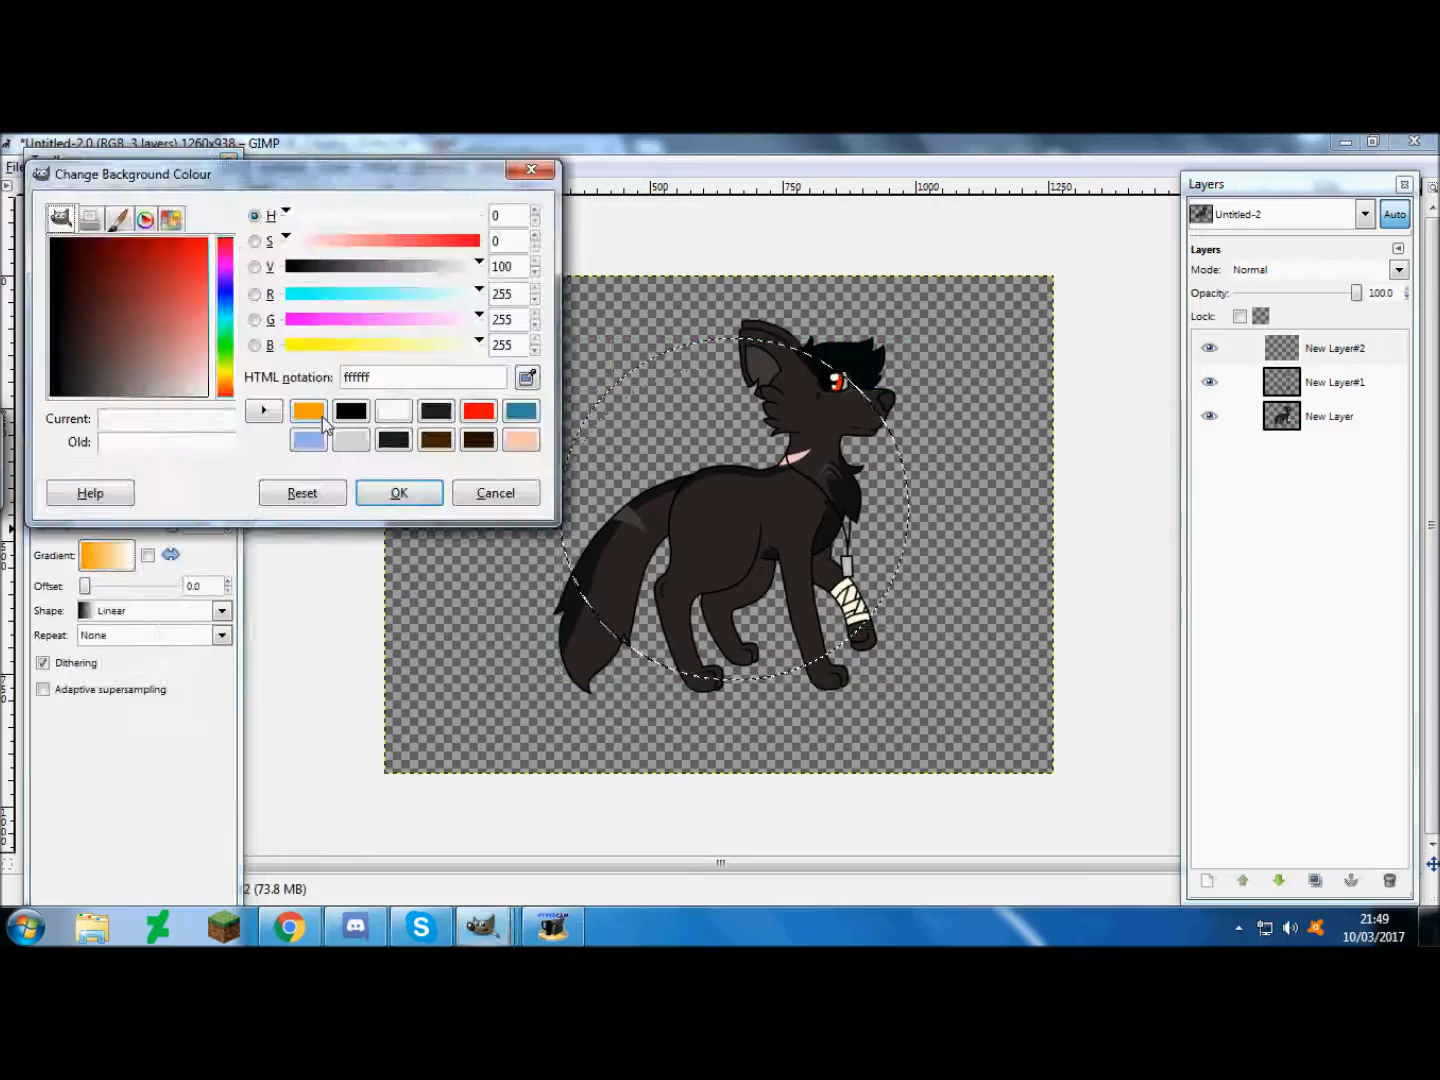 *Untitled-2.0 (RGB, 3 layers) 1260x938 – GIMP
File
Change Background Colour
H 0
S 0
V 100
R 255
G 255
B 255
HTML notation: ffffff
Current:
Old:
Help Reset OK Cancel
Gradient:
Offset: 0.0
Shape: Linear
Repeat: None
Dithering
Adaptive supersampling
500 750 1000 1250
2 (73.8 MB)
Layers
Untitled-2 Auto
Layers
Mode: Normal
Opacity: 100.0
Lock:
New Layer#2
New Layer#1
New Layer
HYPERCAM
21:49
10/03/2017